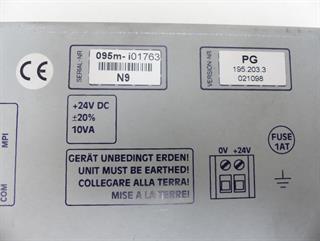 SERIAL-NR
095m- i01763
N9
VERSION-NR
PG
195.203.3
021098
CE
+24V DC
±20%
10VA
MPI
COM
GERÄT UNBEDINGT ERDEN!
UNIT MUST BE EARTHED!
COLLEGARE ALLA TERRA!
MISE A LA TERRE!
0V +24V
FUSE
1AT